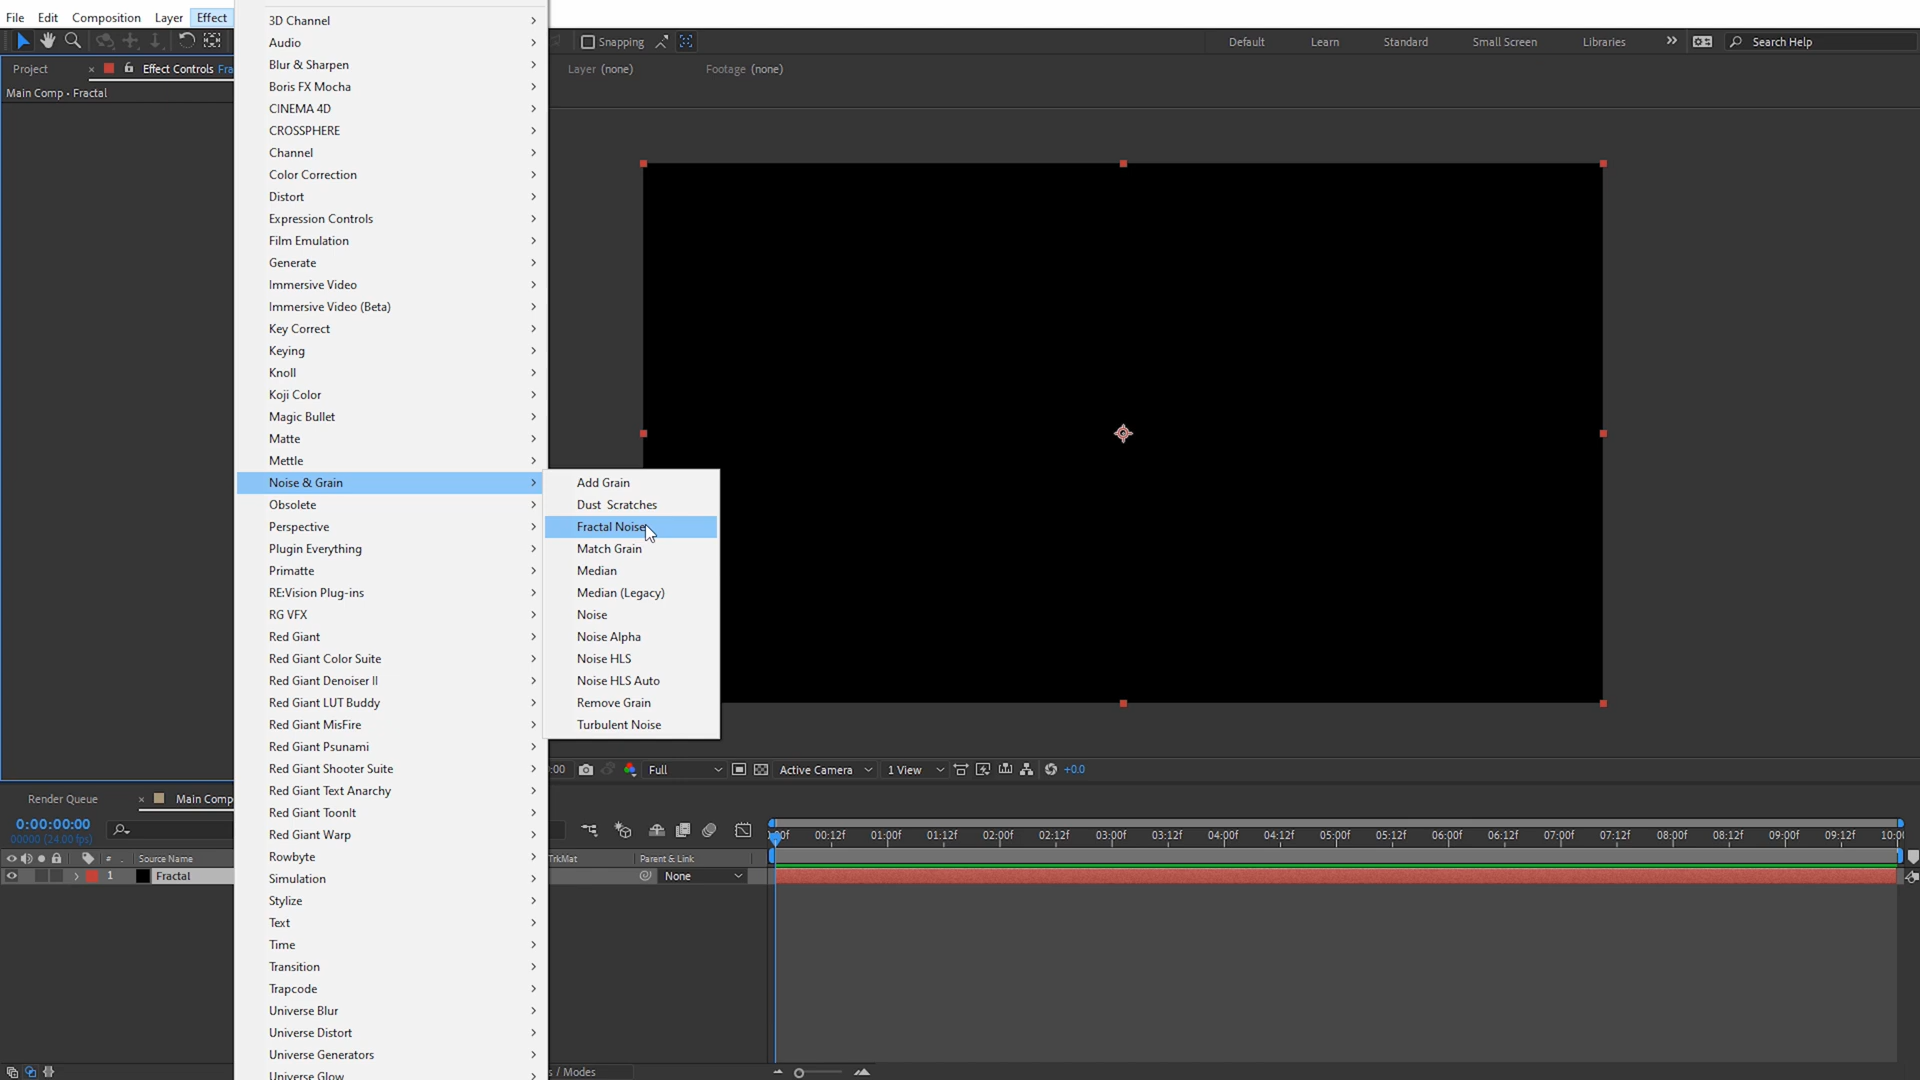 File Edit Composition Layer Effect
Snapping
Default Learn Standard Small Screen Libraries Search Help
Project Effect Controls Fra
Layer (none) Footage (none)
Main Comp • Fractal
3D Channel
Audio
Blur & Sharpen
Boris FX Mocha
CINEMA 4D
CROSSPHERE
Channel
Color Correction
Distort
Expression Controls
Film Emulation
Generate
Immersive Video
Immersive Video (Beta)
Key Correct
Keying
Knoll
Koji Color
Magic Bullet
Matte
Mettle
Noise & Grain
Obsolete
Perspective
Plugin Everything
Primatte
RE:Vision Plug-ins
RG VFX
Red Giant
Red Giant Color Suite
Red Giant Denoiser II
Red Giant LUT Buddy
Red Giant MisFire
Red Giant Psunami
Red Giant Shooter Suite
Red Giant Text Anarchy
Red Giant ToonIt
Red Giant Warp
Rowbyte
Simulation
Stylize
Text
Time
Transition
Trapcode
Universe Blur
Universe Distort
Universe Generators
Universe Glow
Add Grain
Dust Scratches
Fractal Noise
Match Grain
Median
Median (Legacy)
Noise
Noise Alpha
Noise HLS
Noise HLS Auto
Remove Grain
Turbulent Noise
:00 Full Active Camera 1 View +0.0
Render Queue Main Comp
0:00:00:00
00000 (24.00 fps)
00:12f 01:00f 01:12f 02:00f 02:12f 03:00f 03:12f 04:00f 04:12f 05:00f 05:12f 06:00f 06:12f 07:00f 07:12f 08:00f 08:12f 09:00f 09:12f 10:0
# Source Name TrkMat Parent & Link
1 Fractal None
s / Modes